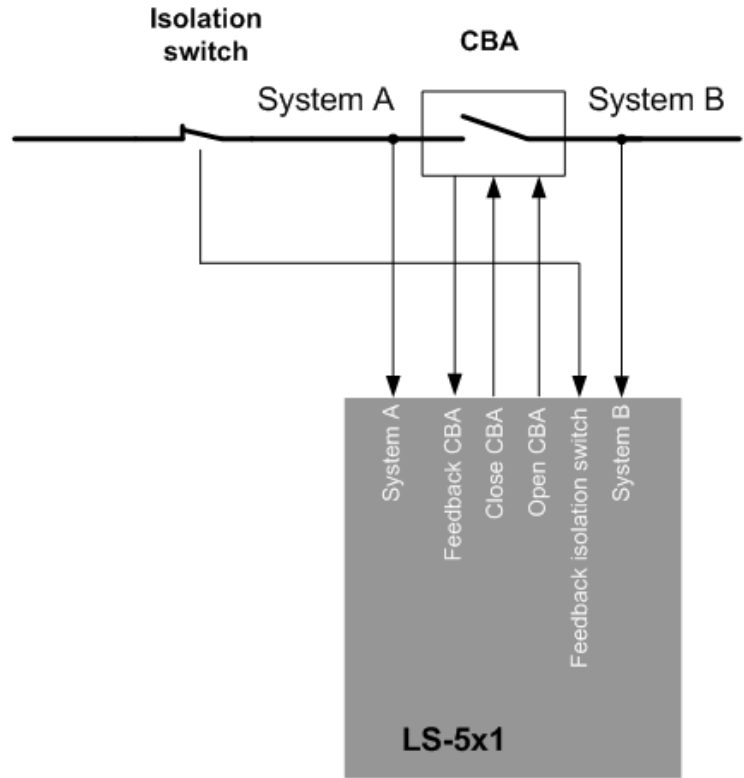 Isolation
switch
CBA
System A
System B
System A
Feedback CBA
Close CBA
Open CBA
Feedback isolation switch
System B
LS-5x1